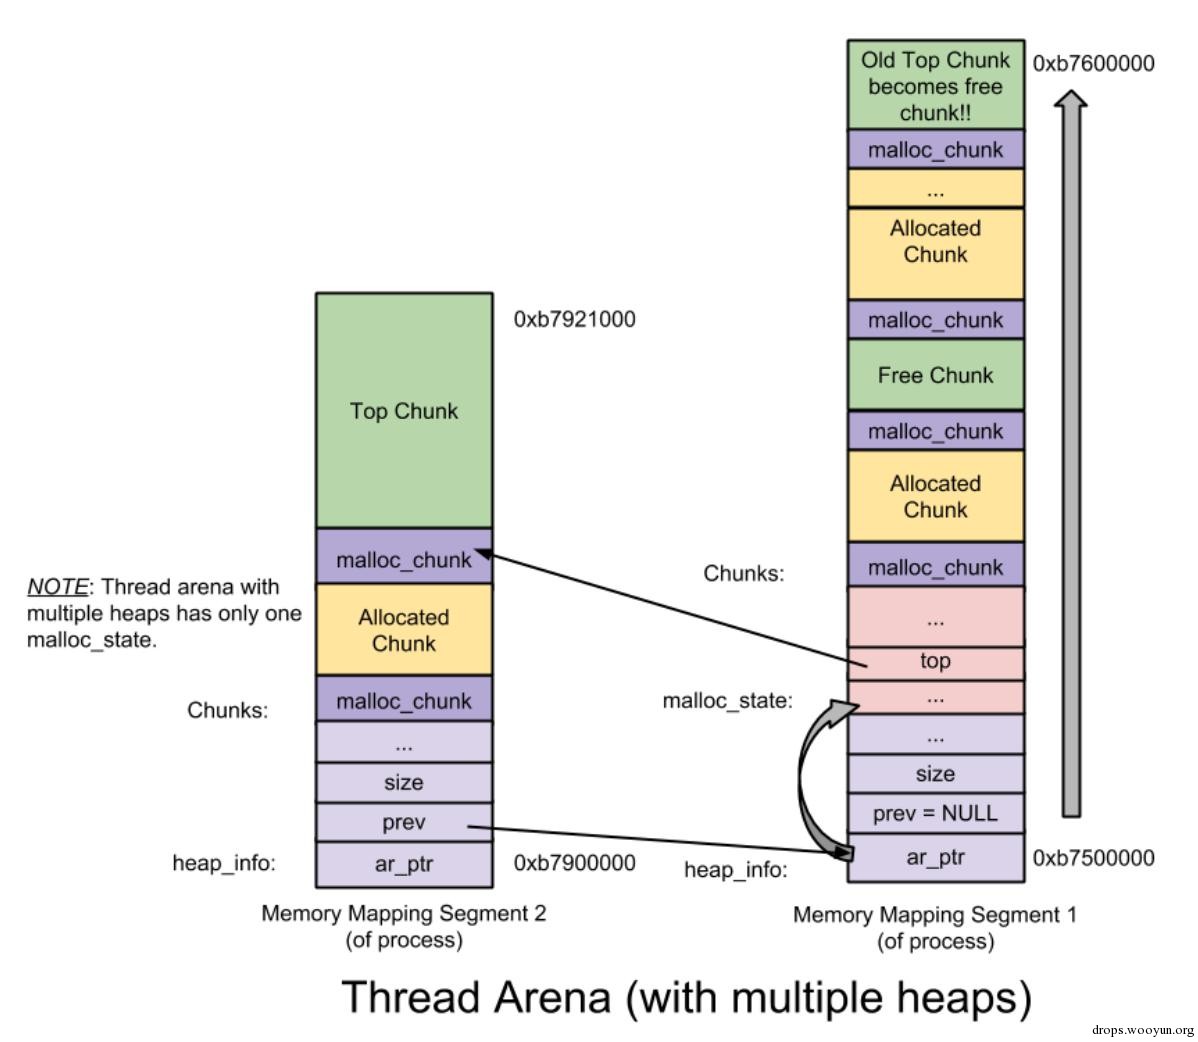 Old Top Chunk
becomes free
chunk!!
0xb7600000
malloc_chunk
...
Allocated
Chunk
malloc_chunk
Free Chunk
malloc_chunk
Allocated
Chunk
Chunks:
malloc_chunk
...
top
malloc_state:
...
...
size
prev = NULL
heap_info:
ar_ptr
0xb7500000
Memory Mapping Segment 1
(of process)
0xb7921000
Top Chunk
malloc_chunk
NOTE: Thread arena with
multiple heaps has only one
malloc_state.
Allocated
Chunk
Chunks:
malloc_chunk
...
size
prev
heap_info:
ar_ptr
0xb7900000
Memory Mapping Segment 2
(of process)
Thread Arena (with multiple heaps)
drops.wooyun.org